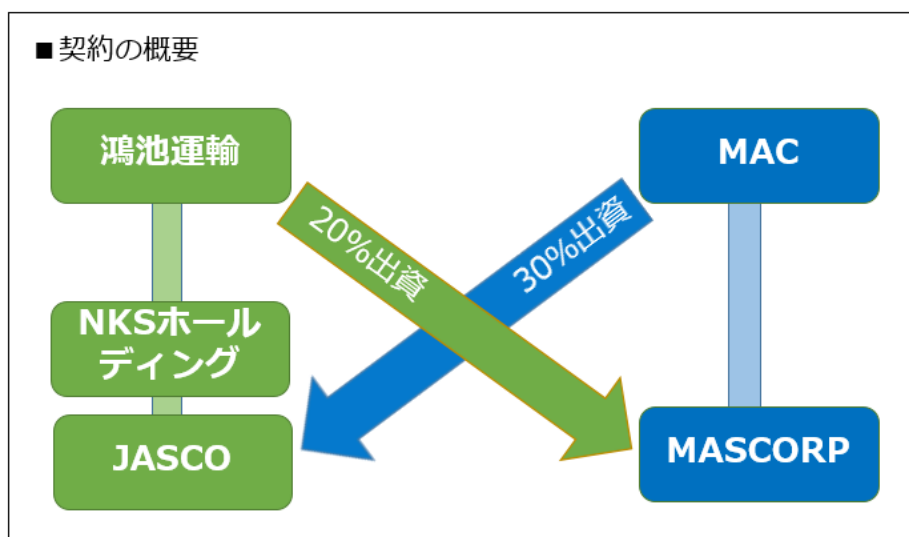 ■契約の概要
鴻池運輸
MAC
20%出資
30%出資
NKSホール
ディング
JASCO
MASCORP